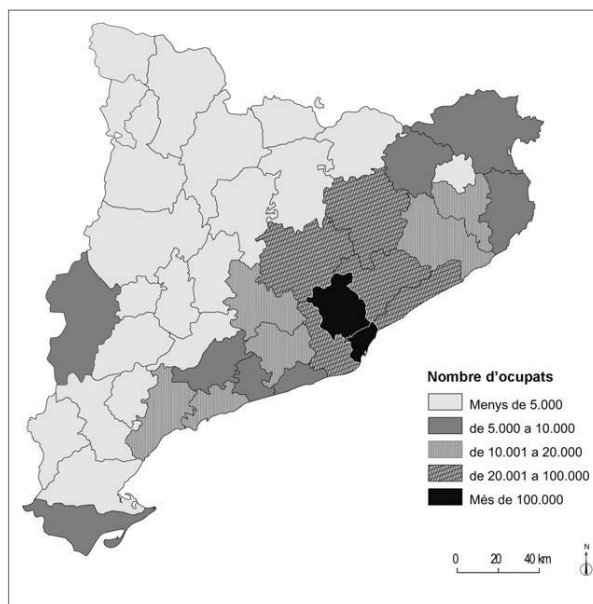 Nombre d'ocupats
Menys de 5.000
de 5.000 a 10.000
de 10.001 a 20.000
de 20.001 a 100.000
Més de 100.000
N
0 20 40 km